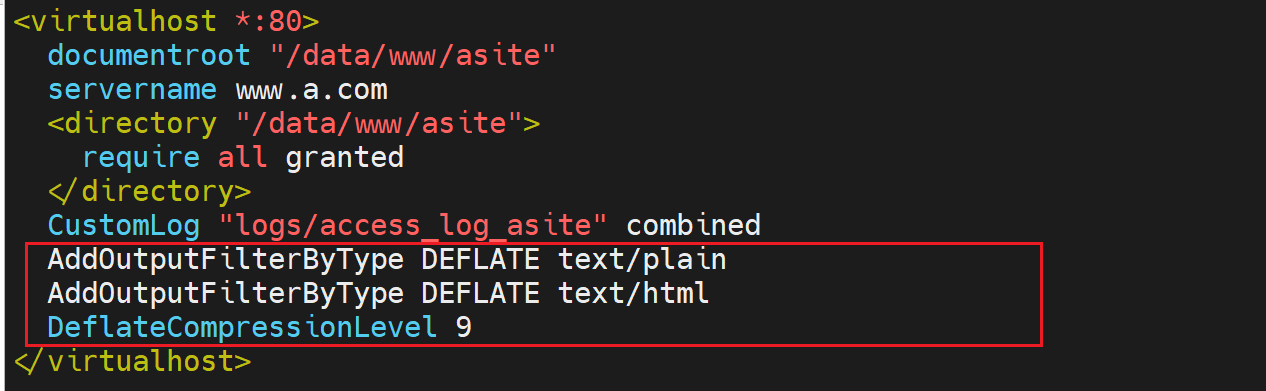 <virtualhost *:80>
  documentroot "/data/www/asite"
  servername www.a.com
  <directory "/data/www/asite">
    require all granted
  </directory>
  CustomLog "logs/access_log_asite" combined
  AddOutputFilterByType DEFLATE text/plain
  AddOutputFilterByType DEFLATE text/html
  DeflateCompressionLevel 9
</virtualhost>